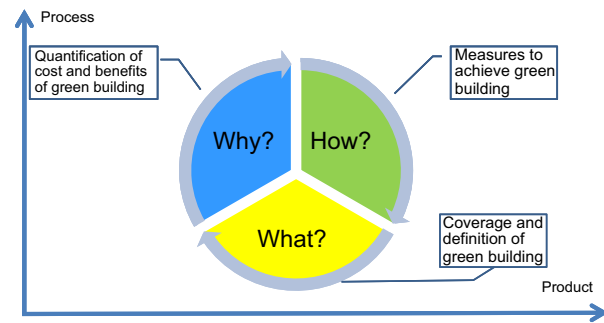 Process
Quantification of
cost and benefits
of green building
Measures to
achieve green
building
Why?
How?
What?
Coverage and
definition of
green building
Product